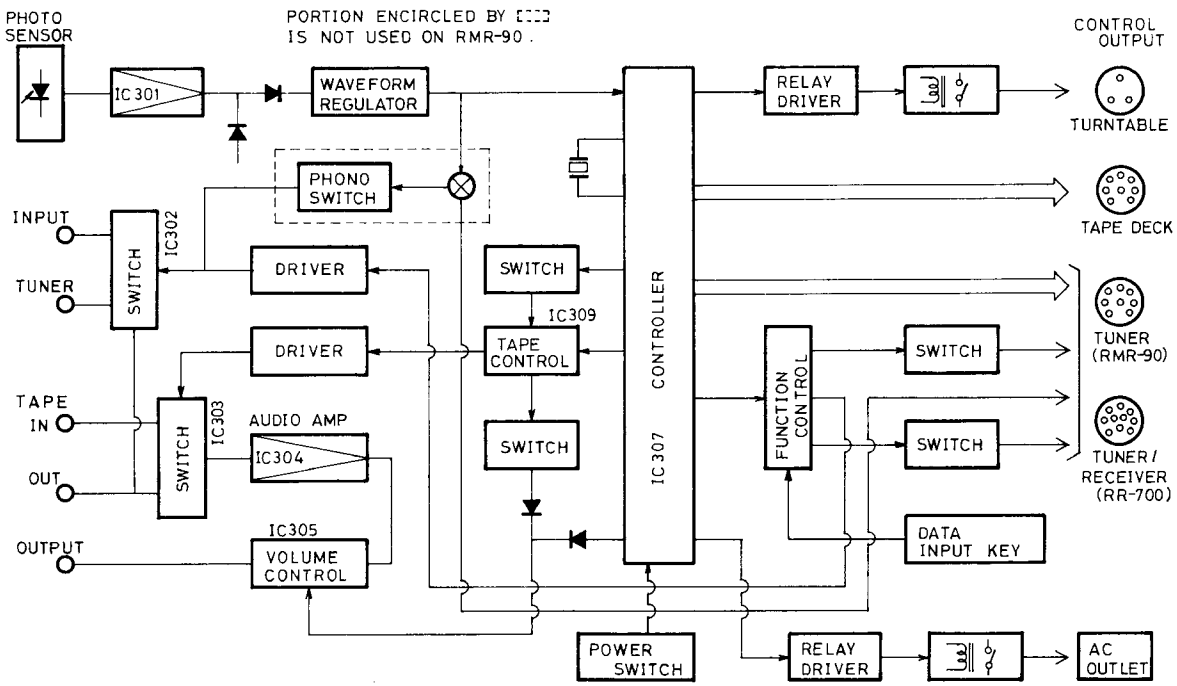 PHOTO
SENSOR
PORTION ENCIRCLED BY
IS NOT USED ON RMR-90.
CONTROL
OUTPUT
IC301
WAVEFORM
REGULATOR
RELAY
DRIVER
TURNTABLE
PHONO
SWITCH
TAPE DECK
INPUT
TUNER
SWITCH
IC302
DRIVER
SWITCH
IC309
TAPE
CONTROL
DRIVER
CONTROLLER
IC307
FUNCTION
CONTROL
SWITCH
TUNER
(RMR-90)
TAPE
IN
OUT
SWITCH
IC303
AUDIO AMP
IC304
SWITCH
SWITCH
TUNER/
RECEIVER
(RR-700)
OUTPUT
IC305
VOLUME
CONTROL
DATA
INPUT KEY
POWER
SWITCH
RELAY
DRIVER
AC
OUTLET